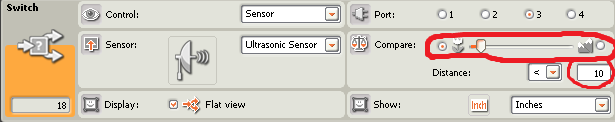 Switch
Control: Sensor Port: 1 2 3 4
Sensor: Ultrasonic Sensor Compare:
Distance: < 10
18
Display: Flat view Show: Inch Inches